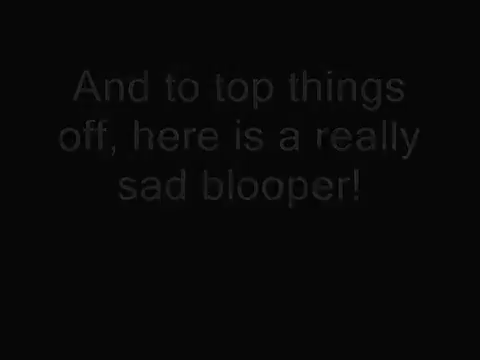 And to top things
off, here is a really
sad blooper!